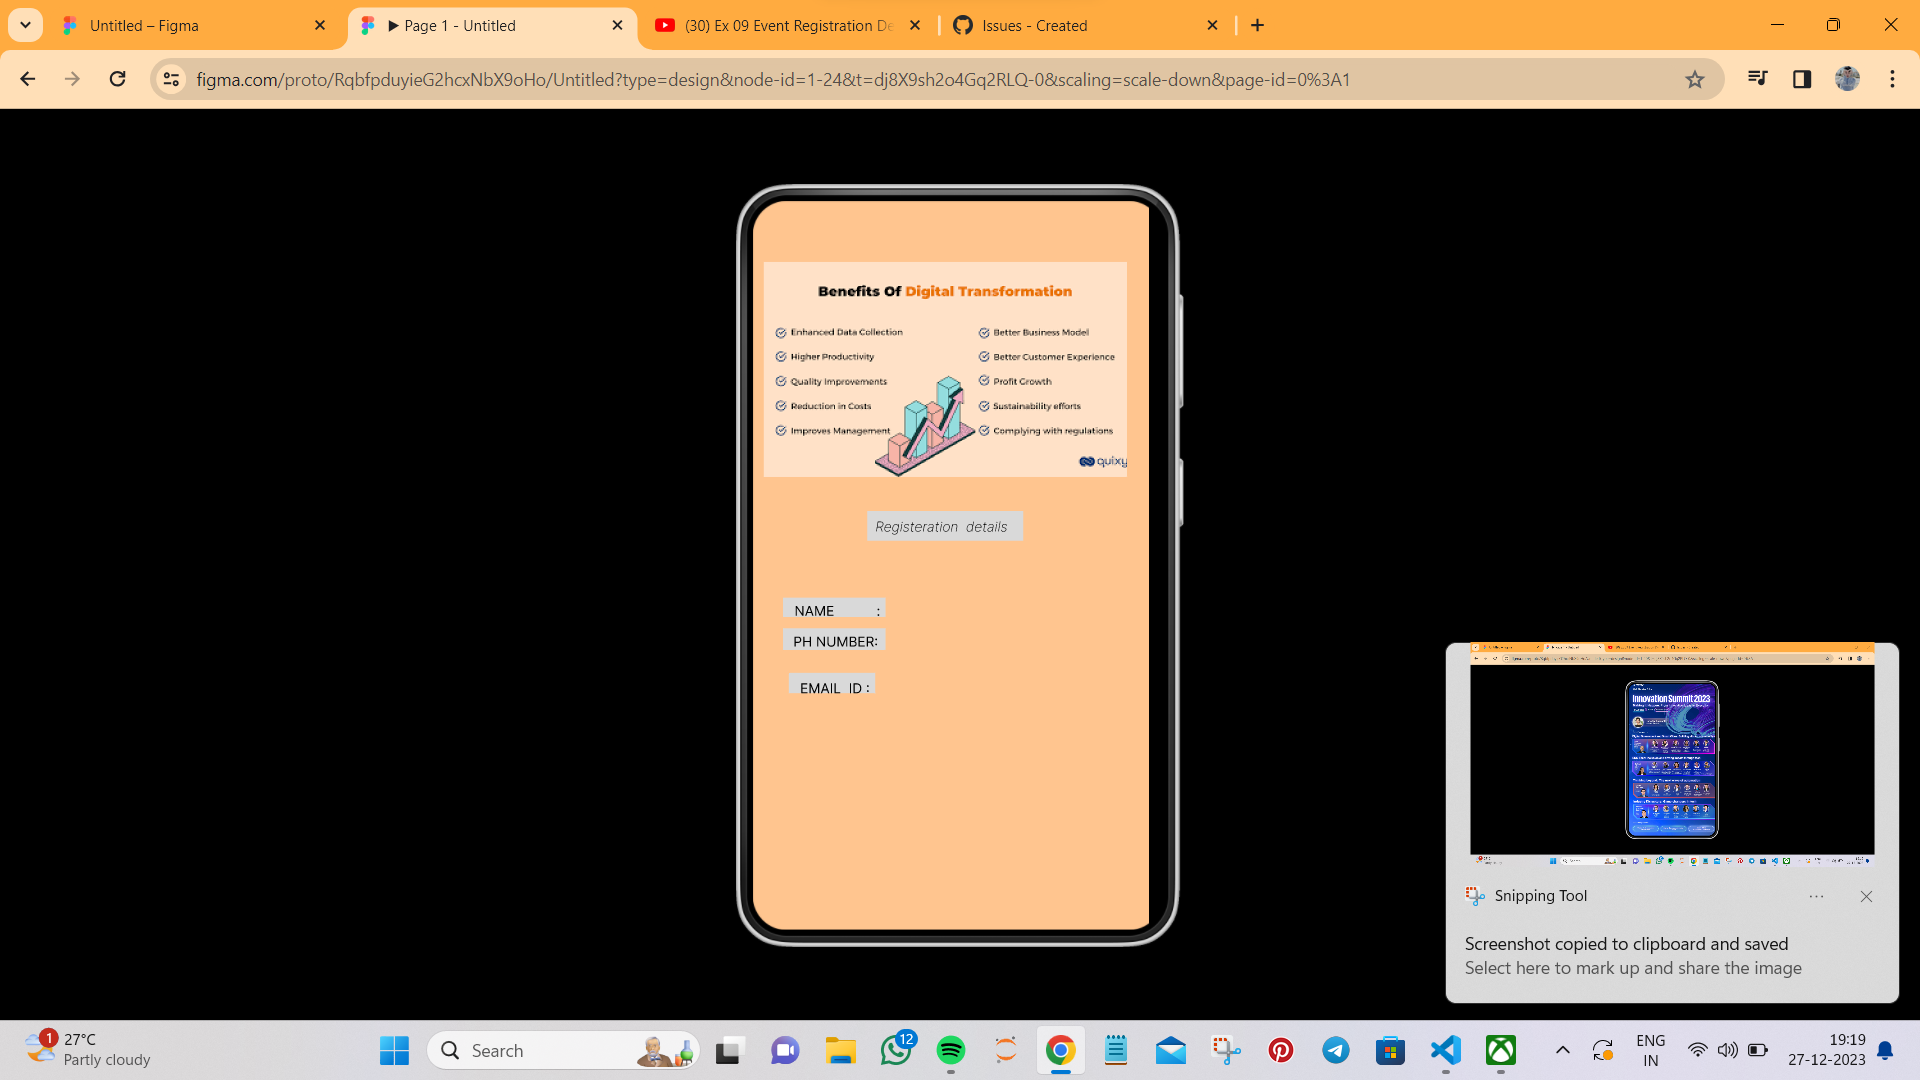 Untitled – Figma
▶ Page 1 - Untitled
(30) Ex 09 Event Registration De
Issues - Created
figma.com/proto/RqbfpduyieG2hcxNbX9oHo/Untitled?type=design&node-id=1-24&t=dj8X9sh2o4Gq2RLQ-0&scaling=scale-down&page-id=0%3A1
Benefits Of Digital Transformation
Enhanced Data Collection
Higher Productivity
Quality Improvements
Reduction in Costs
Improves Management
Better Business Model
Better Customer Experience
Profit Growth
Sustainability efforts
Complying with regulations
quixy
Registeration details
NAME :
PH NUMBER:
EMAIL ID :
Innovation Summit 2023
Snipping Tool
Screenshot copied to clipboard and saved
Select here to mark up and share the image
1
27°C
Partly cloudy
Search
12
ENG
IN
19:19
27-12-2023